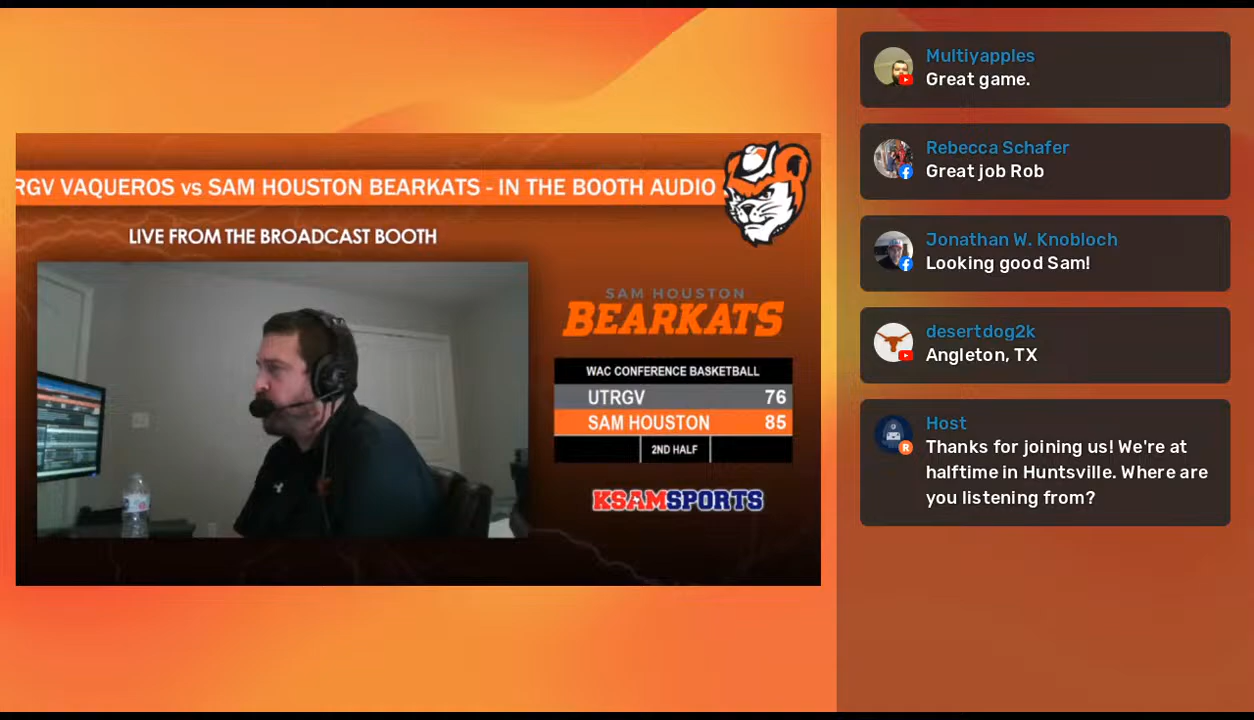 RGV VAQUEROS vs SAM HOUSTON BEARKATS - IN THE BOOTH AUDIO
LIVE FROM THE BROADCAST BOOTH
SAM HOUSTON
BEARKATS
WAC CONFERENCE BASKETBALL
UTRGV 76
SAM HOUSTON 85
2ND HALF
KSAMSPORTS
Multiyapples
Great game.
Rebecca Schafer
Great job Rob
Jonathan W. Knobloch
Looking good Sam!
desertdog2k
Angleton, TX
Host
R
Thanks for joining us! We're at
halftime in Huntsville. Where are
you listening from?